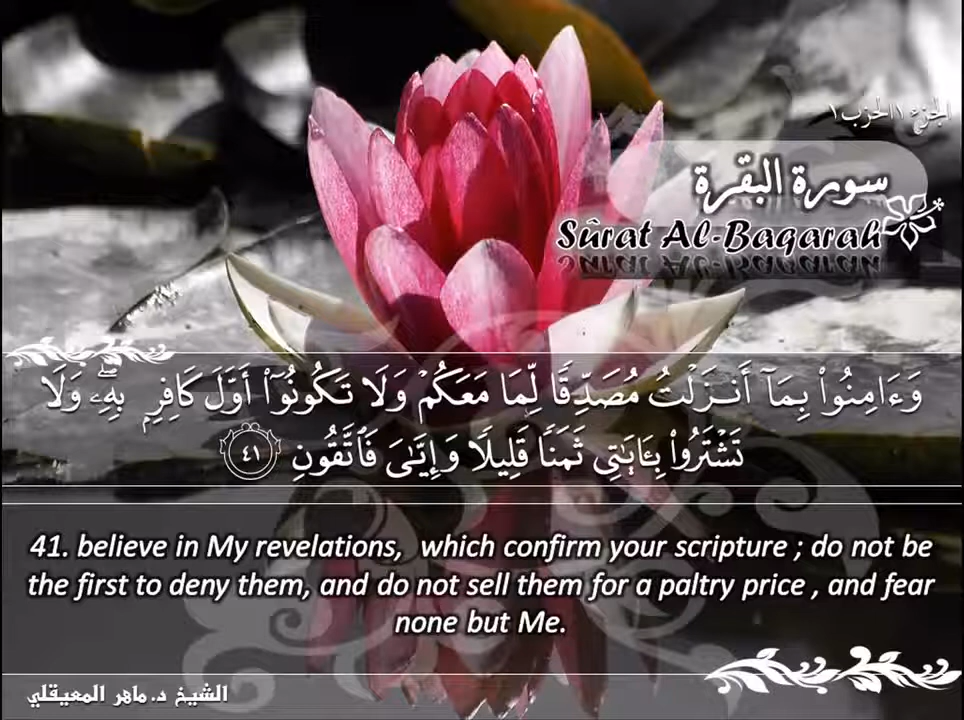 الجزء ١ الحزب ١
سورة البقرة
Sûrat Al-Baqarah
وَءَامِنُوا۟ بِمَآ أَنزَلْتُ مُصَدِّقًا لِّمَا مَعَكُمْ وَلَا تَكُونُوٓا۟ أَوَّلَ كَافِرٍۭ بِهِۦ ۖ وَلَا
تَشْتَرُوا۟ بِـَٔايَـٰتِى ثَمَنًا قَلِيلًا وَإِيَّـٰىَ فَٱتَّقُونِ ٤١
41. believe in My revelations, which confirm your scripture ; do not be
the first to deny them, and do not sell them for a paltry price , and fear
none but Me.
الشيخ د. ماهر المعيقلي